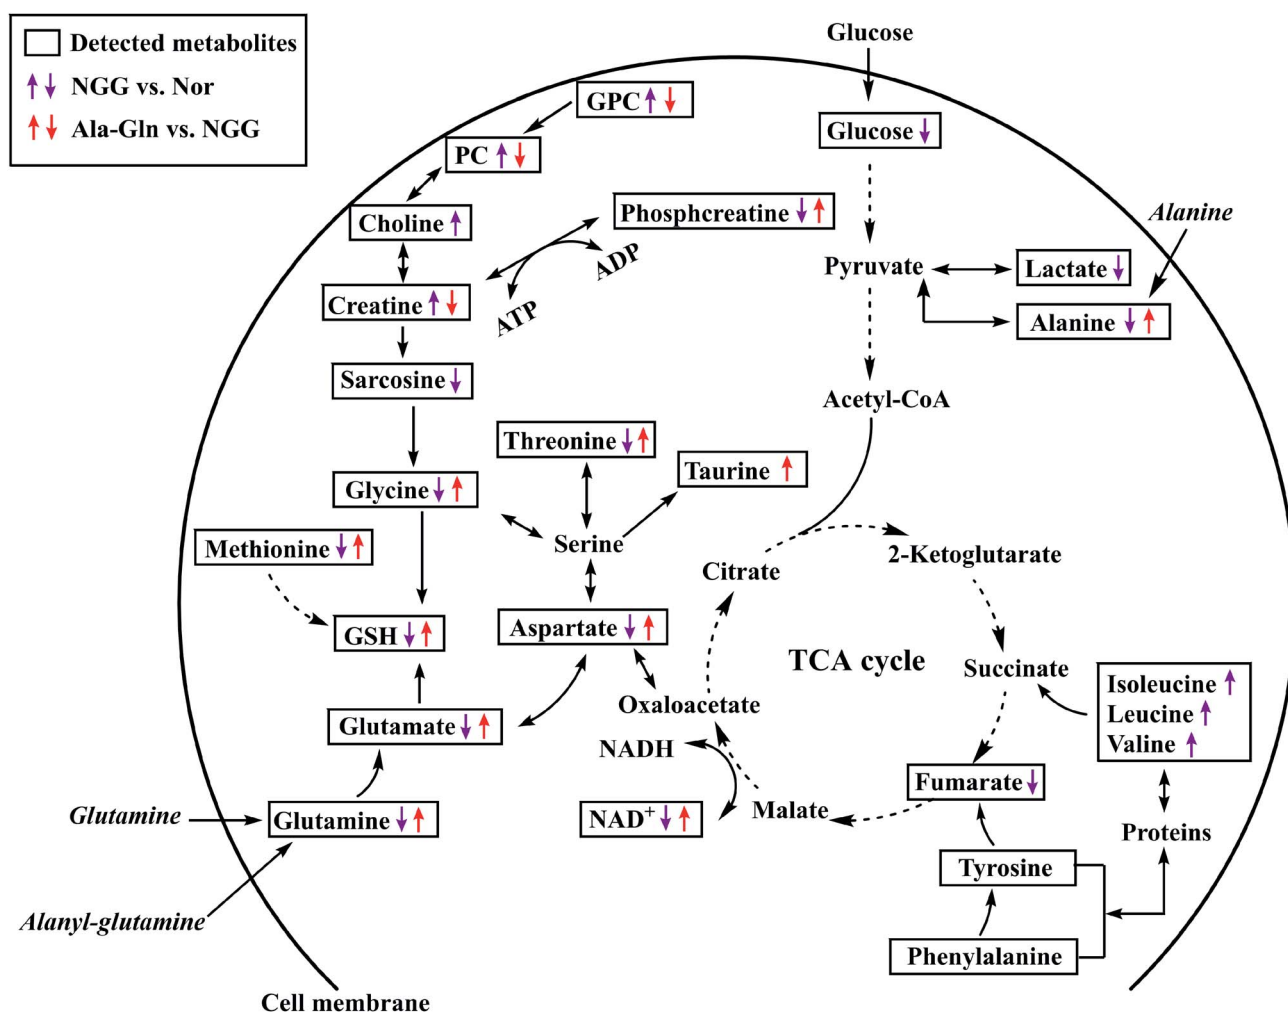 Detected metabolites
NGG vs. Nor
Ala-Gln vs. NGG
Glucose
GPC
Glucose
PC
Phosphcreatine
Alanine
Choline
ADP
Pyruvate
Lactate
Creatine
ATP
Alanine
Sarcosine
Acetyl-CoA
Threonine
Taurine
Glycine
Methionine
Serine
2-Ketoglutarate
Citrate
GSH
Aspartate
TCA cycle
Succinate
Isoleucine
Leucine
Valine
Oxaloacetate
Glutamate
NADH
Fumarate
Glutamine
Glutamine
NAD+
Malate
Proteins
Tyrosine
Alanyl-glutamine
Phenylalanine
Cell membrane